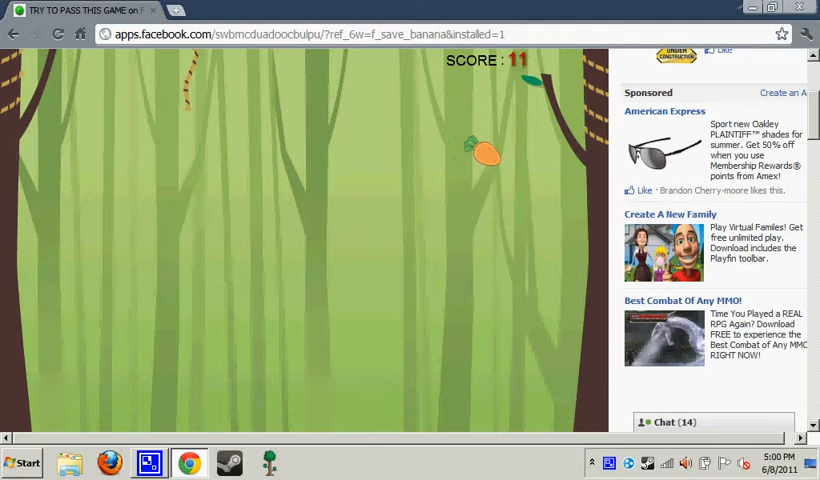 TRY TO PASS THIS GAME on F
apps.facebook.com/swbmcduadoocbulpu/?ref_6w=f_save_banana&installed=1
SCORE : 11
UNDER CONSTRUCTION
Like
Sponsored
Create an A
American Express
Sport new Oakley
PLAINTIFF™ shades for
summer. Get 50% off
when you use
Membership Rewards®
points from Amex!
Like · Brandon Cherry-moore likes this.
Create A New Family
Play Virtual Familes! Get
free unlimited play.
Download includes the
Playfin toolbar.
Best Combat Of Any MMO!
Time You Played a REAL
RPG Again? Download
FREE to experience the
Best Combat of Any MMO
RIGHT NOW!
Chat (14)
Start
5:00 PM
6/8/2011